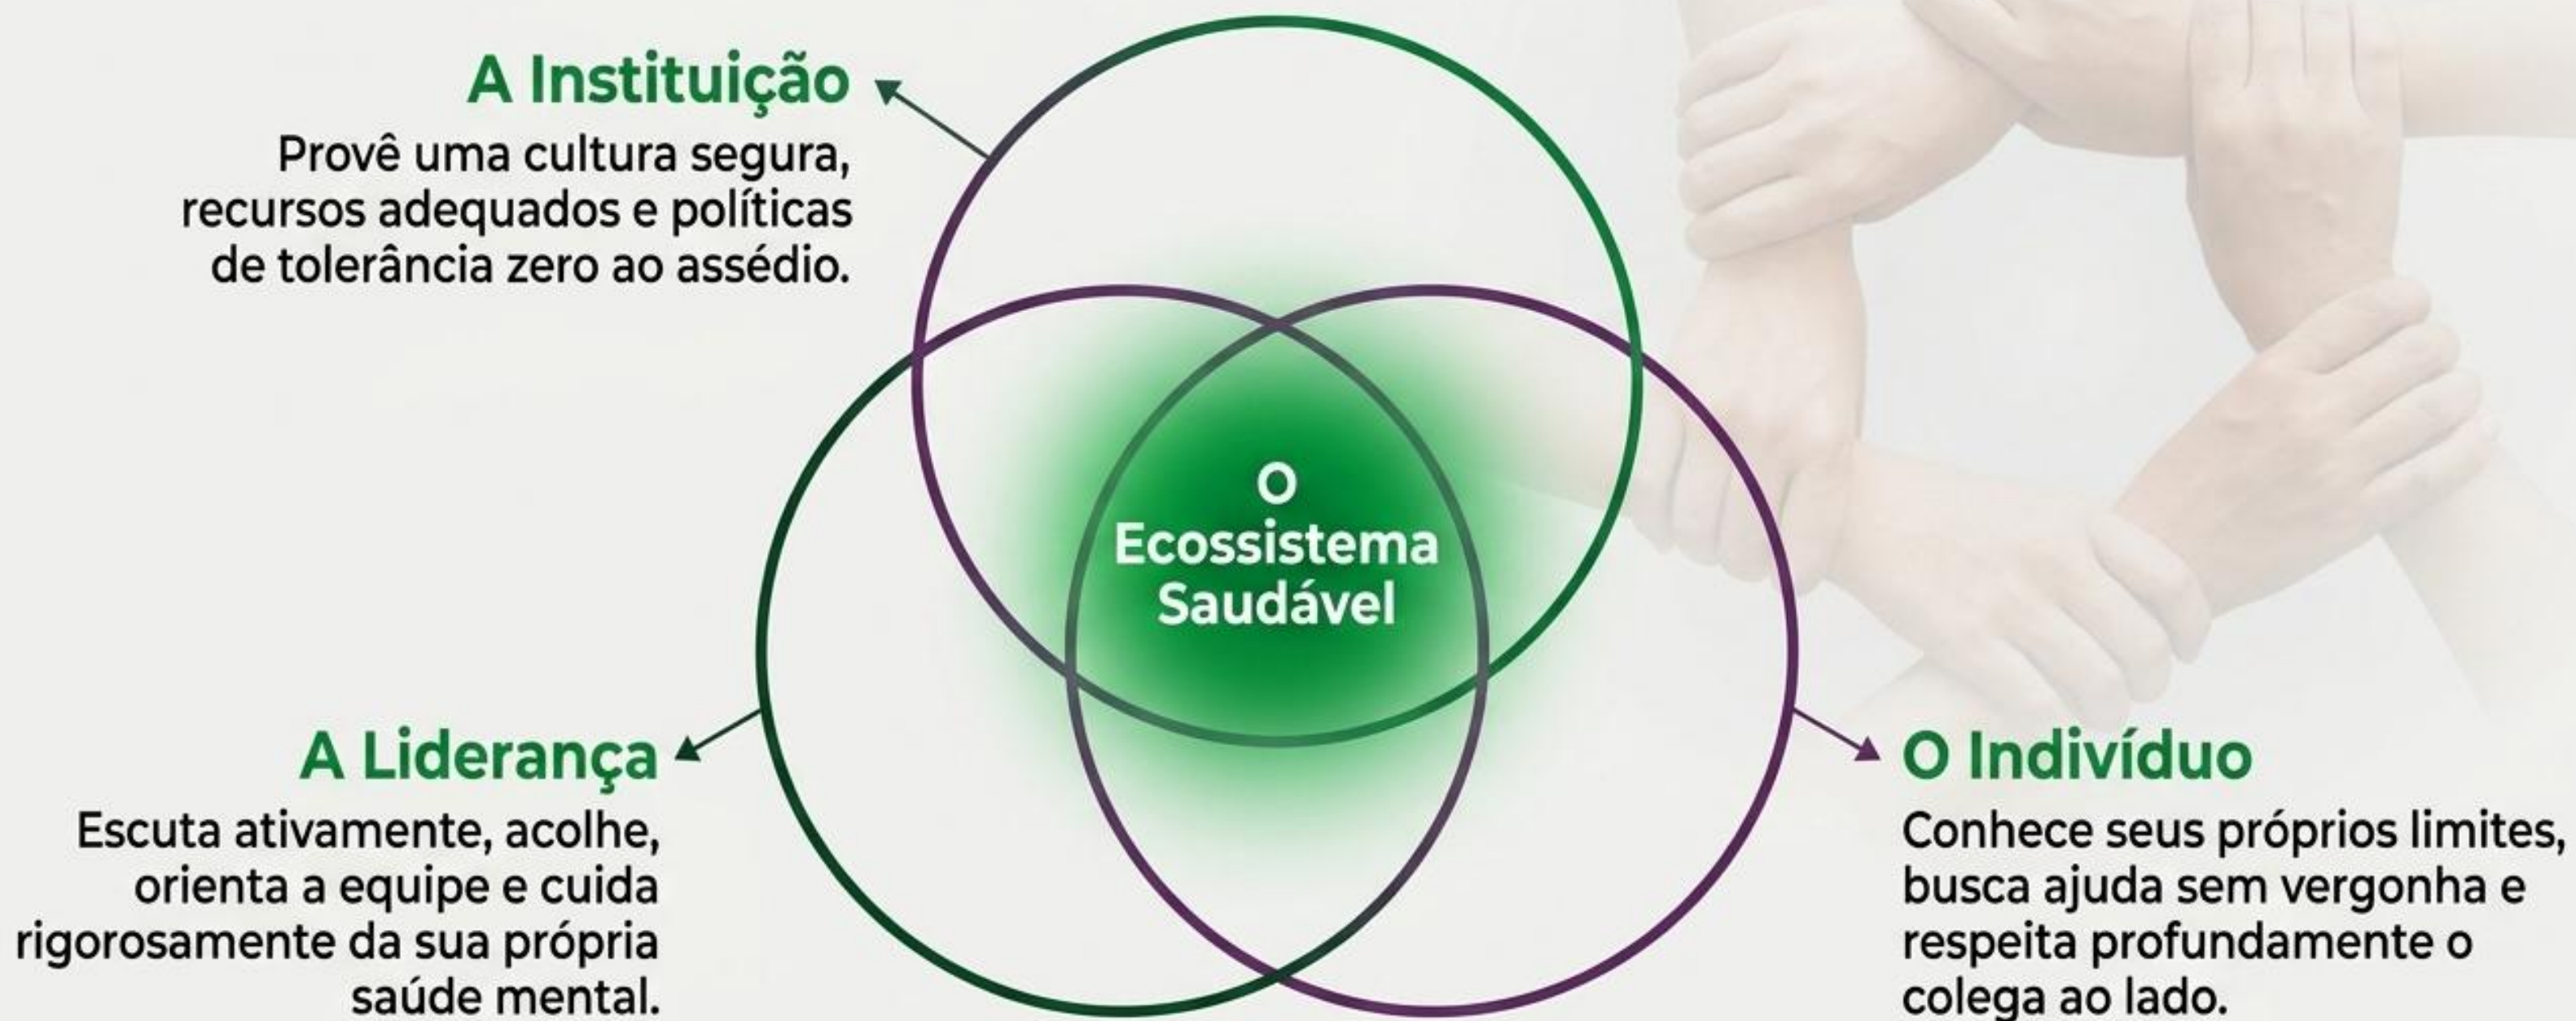 A Instituição
Provê uma cultura segura,
recursos adequados e políticas
de tolerância zero ao assédio.
O
Ecossistema
Saudável
A Liderança
Escuta ativamente, acolhe,
orienta a equipe e cuida
rigorosamente da sua própria
saúde mental.
O Indivíduo
Conhece seus próprios limites,
busca ajuda sem vergonha e
respeita profundamente o
colega ao lado.